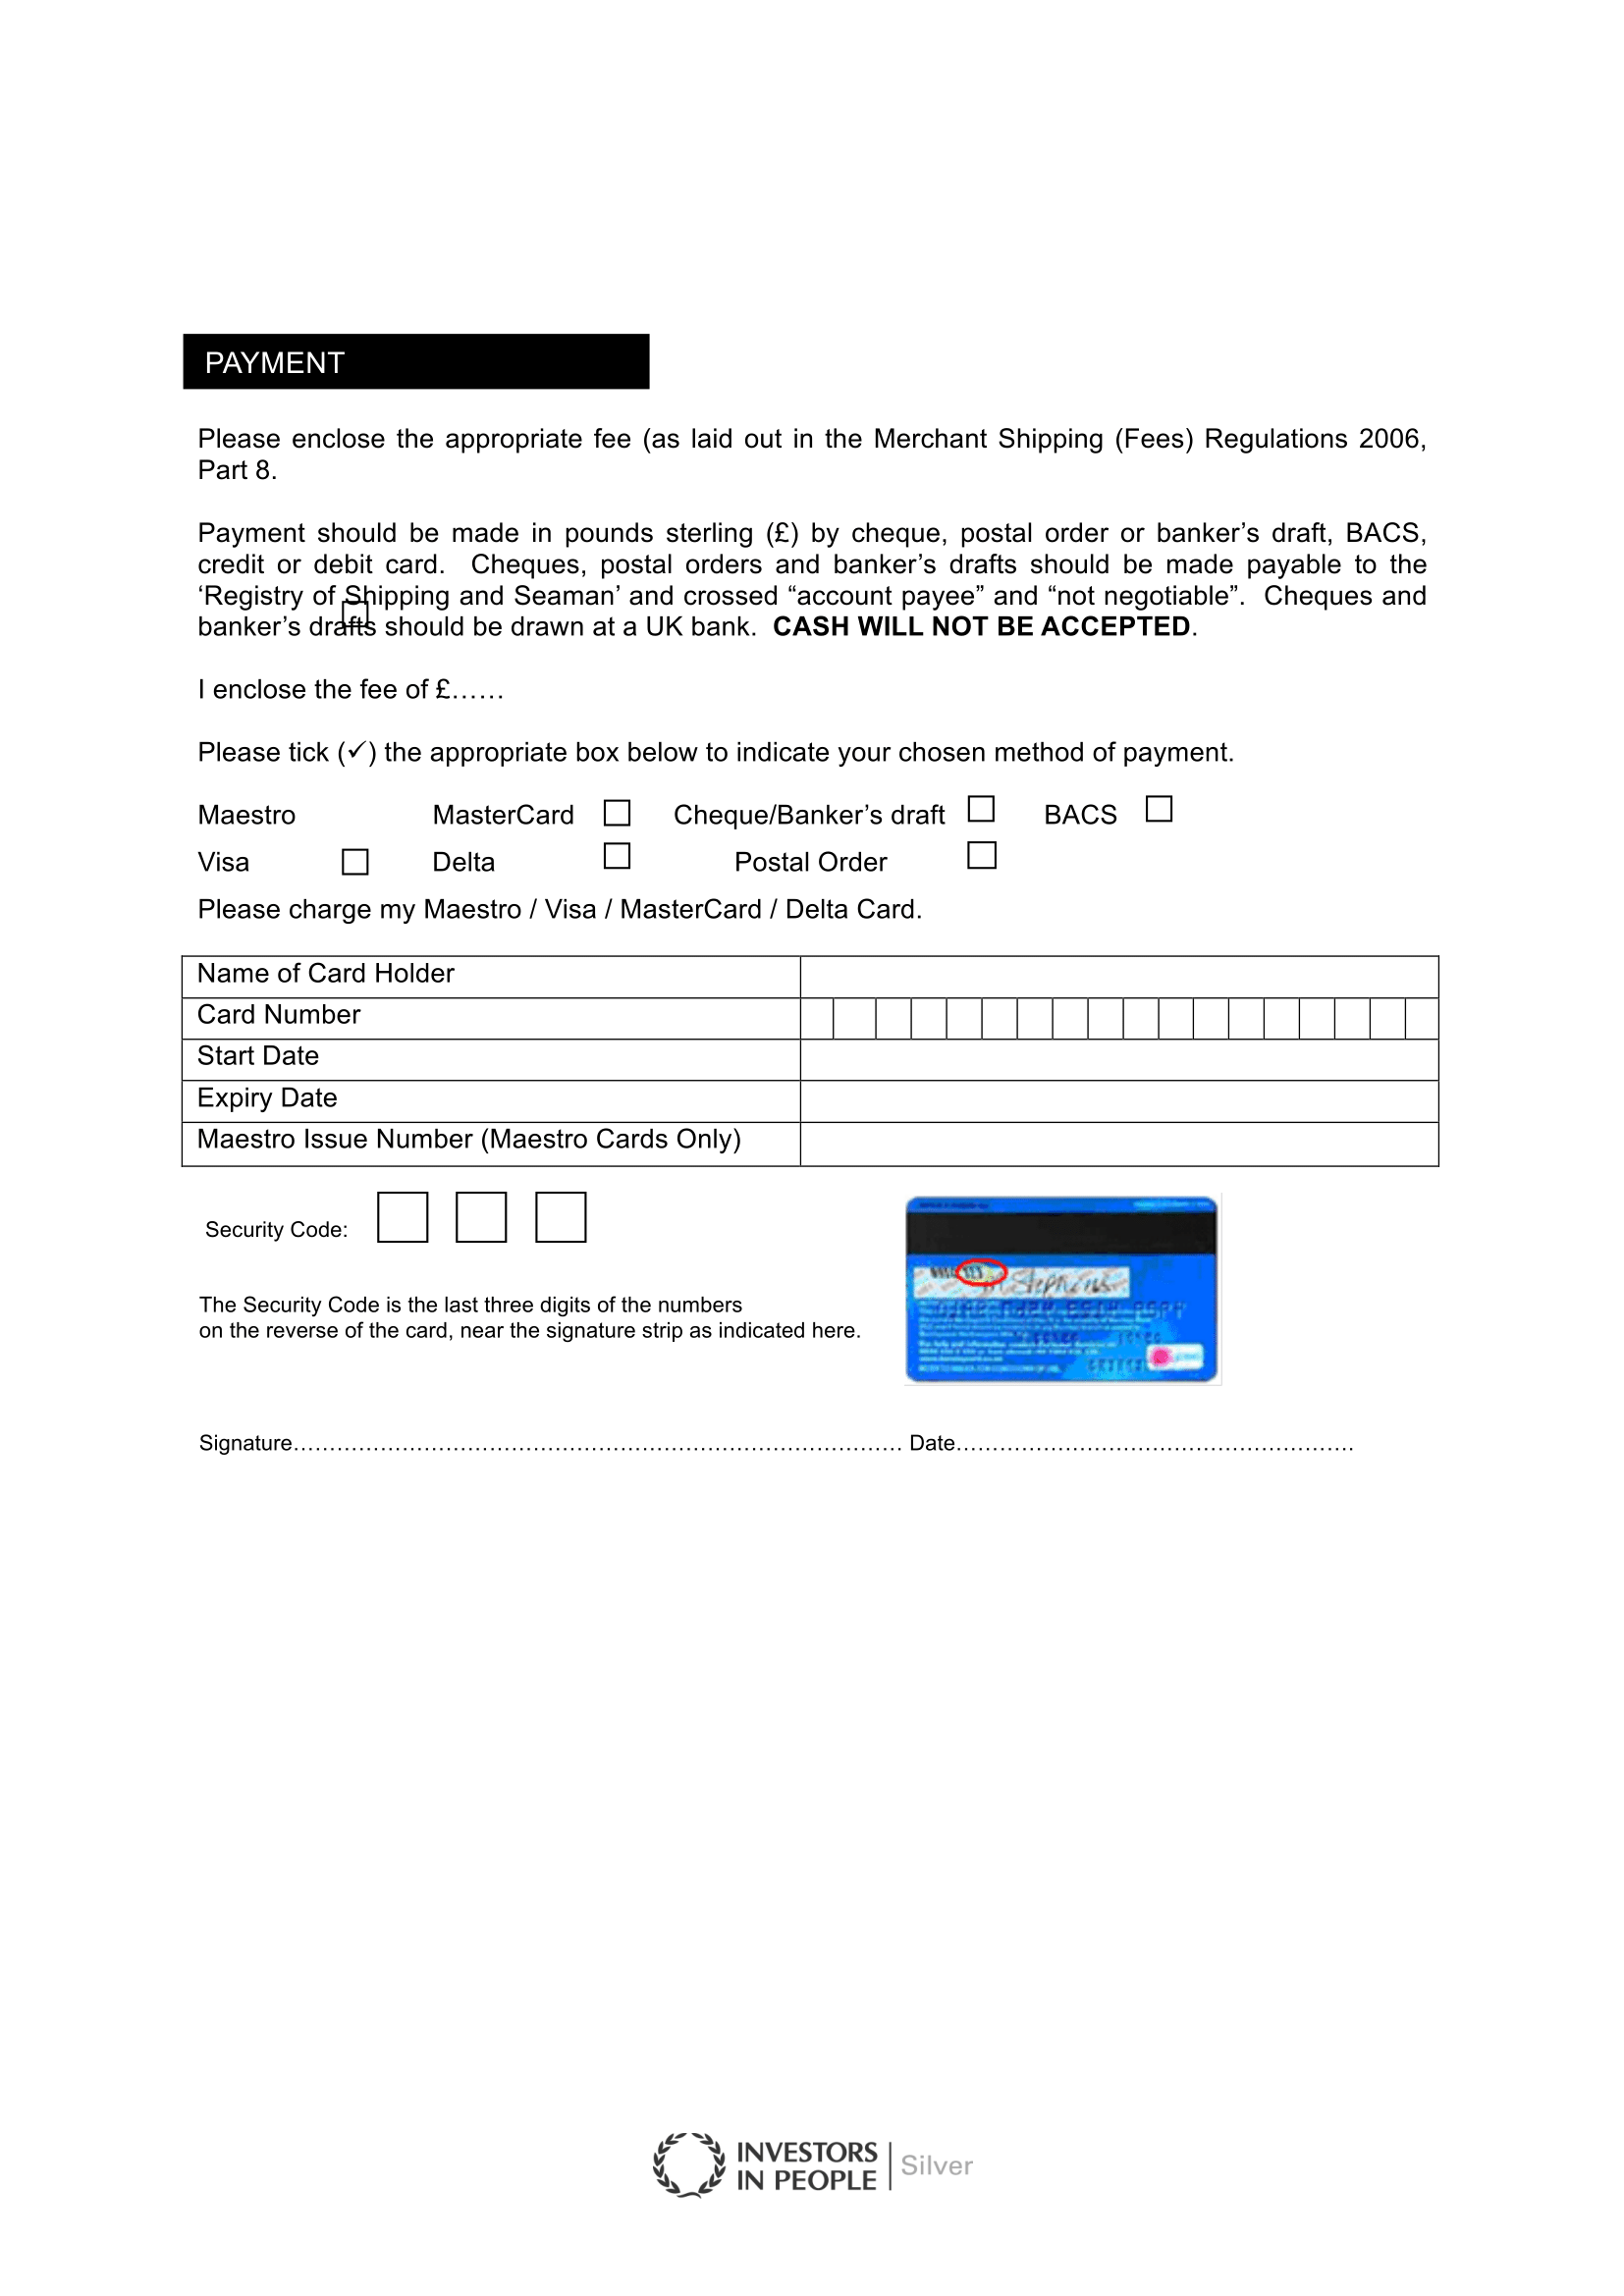 PAYMENT
Please enclose the appropriate fee (as laid out in the Merchant Shipping (Fees) Regulations 2006,
Part 8.
Payment should be made in pounds sterling (£) by cheque, postal order or banker’s draft, BACS,
credit or debit card.  Cheques, postal orders and banker’s drafts should be made payable to the
‘Registry of Shipping and Seaman’ and crossed “account payee” and “not negotiable”.  Cheques and
banker’s drafts should be drawn at a UK bank.  CASH WILL NOT BE ACCEPTED.
I enclose the fee of £……
Please tick (✓) the appropriate box below to indicate your chosen method of payment.
Maestro MasterCard Cheque/Banker’s draft BACS
Visa Delta Postal Order
Please charge my Maestro / Visa / MasterCard / Delta Card.
Name of Card Holder
Card Number
Start Date
Expiry Date
Maestro Issue Number (Maestro Cards Only)
Security Code:
The Security Code is the last three digits of the numbers
on the reverse of the card, near the signature strip as indicated here.
Signature………………………………………………………………………… Date………………………………………………
INVESTORS
IN PEOPLE
Silver